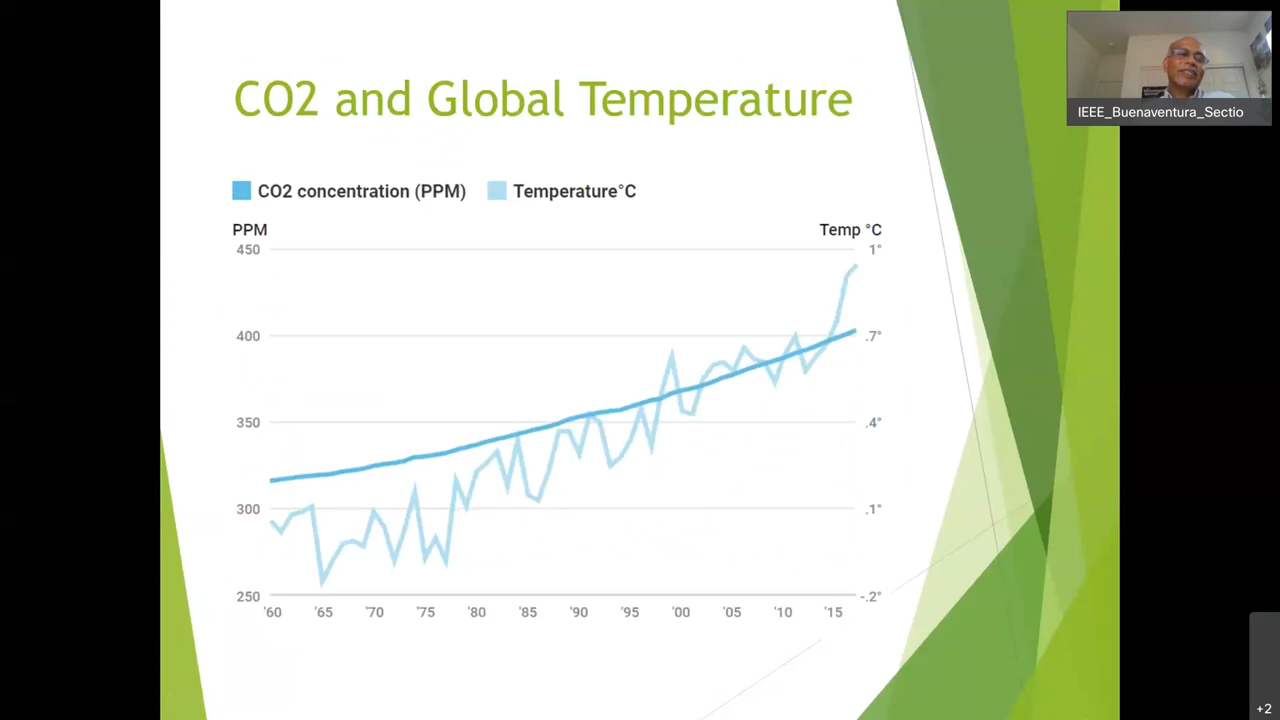 CO2 and Global Temperature
IEEE_Buenaventura_Sectio
CO2 concentration (PPM) Temperature°C
PPM Temp °C
450 1°
400 .7°
350 .4°
300 .1°
250 -.2°
'60 '65 '70 '75 '80 '85 '90 '95 '00 '05 '10 '15
+2